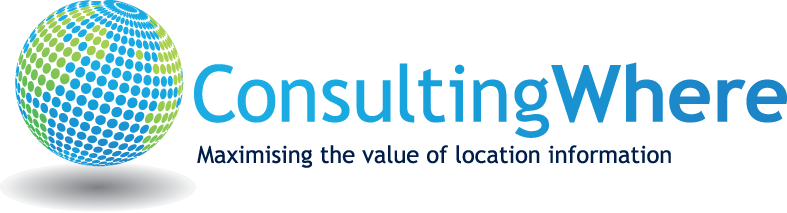 ConsultingWhere
Maximising the value of location information